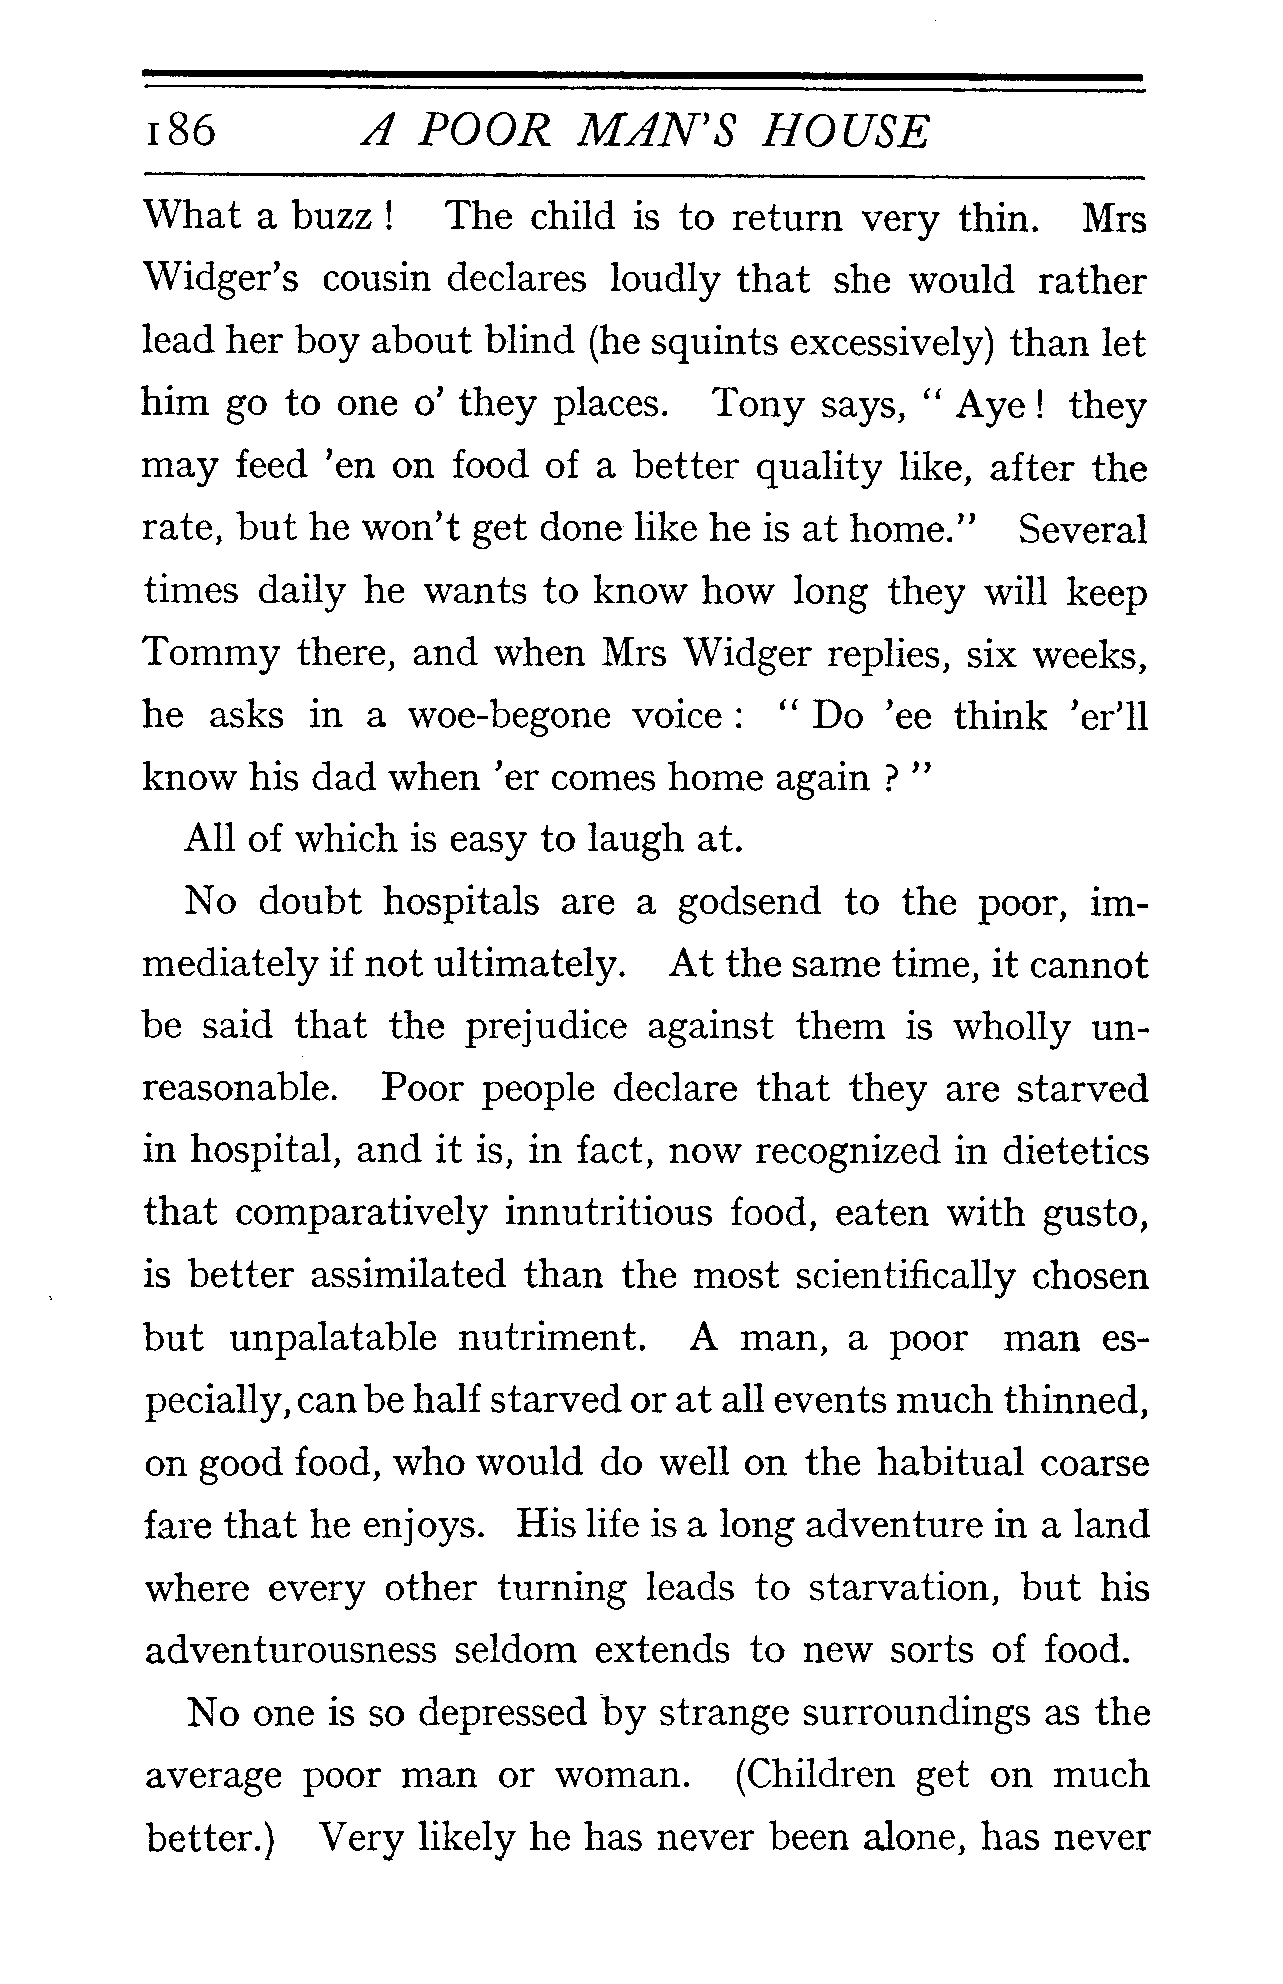 186 A POOR MAN'S HOUSE
What a buzz ! The child is to return very thin. Mrs
Widger's cousin declares loudly that she would rather
lead her boy about blind (he squints excessively) than let
him go to one o' they places. Tony says, “ Aye ! they
may feed 'en on food of a better quality like, after the
rate, but he won't get done like he is at home.” Several
times daily he wants to know how long they will keep
Tommy there, and when Mrs Widger replies, six weeks,
he asks in a woe-begone voice : “ Do 'ee think 'er'll
know his dad when 'er comes home again ? ”
All of which is easy to laugh at.
No doubt hospitals are a godsend to the poor, im-
mediately if not ultimately. At the same time, it cannot
be said that the prejudice against them is wholly un-
reasonable. Poor people declare that they are starved
in hospital, and it is, in fact, now recognized in dietetics
that comparatively innutritious food, eaten with gusto,
is better assimilated than the most scientifically chosen
but unpalatable nutriment. A man, a poor man es-
pecially, can be half starved or at all events much thinned,
on good food, who would do well on the habitual coarse
fare that he enjoys. His life is a long adventure in a land
where every other turning leads to starvation, but his
adventurousness seldom extends to new sorts of food.
No one is so depressed by strange surroundings as the
average poor man or woman. (Children get on much
better.) Very likely he has never been alone, has never